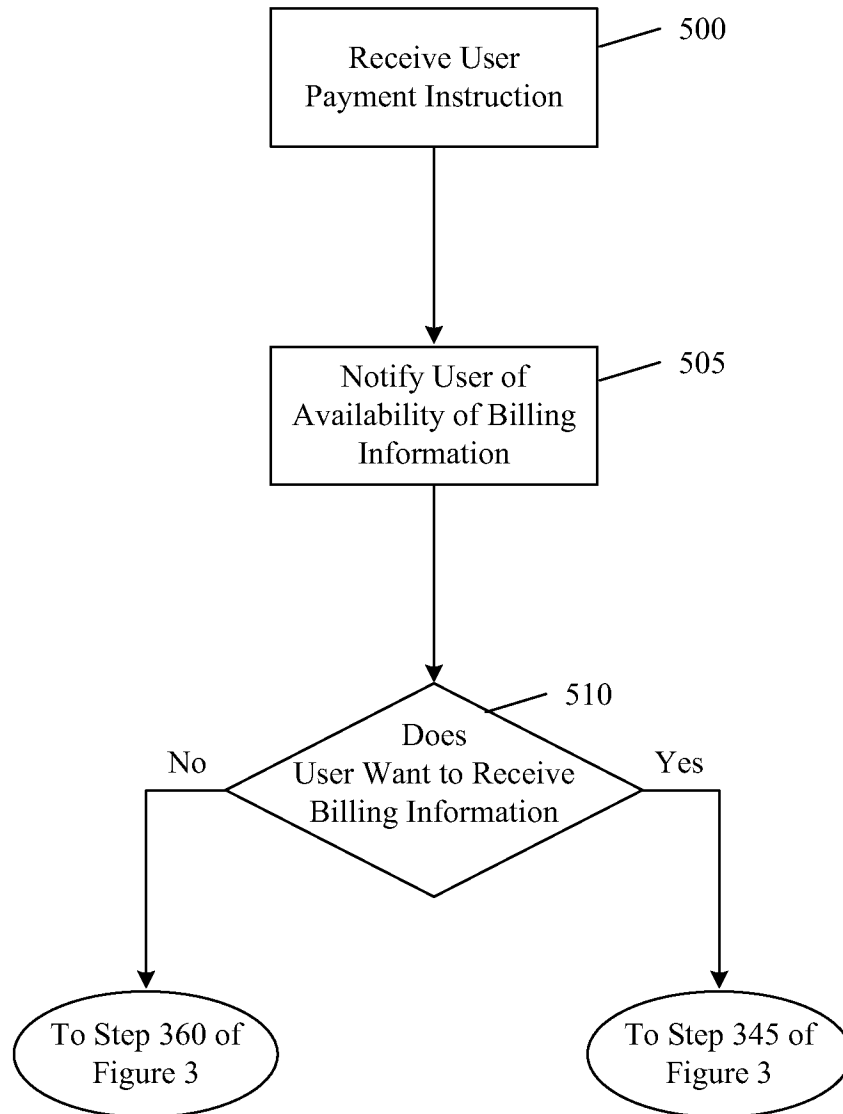 500
Receive User
Payment Instruction
505
Notify User of
Availability of Billing
Information
510
Does
User Want to Receive
Billing Information
No
Yes
To Step 360 of
Figure 3
To Step 345 of
Figure 3